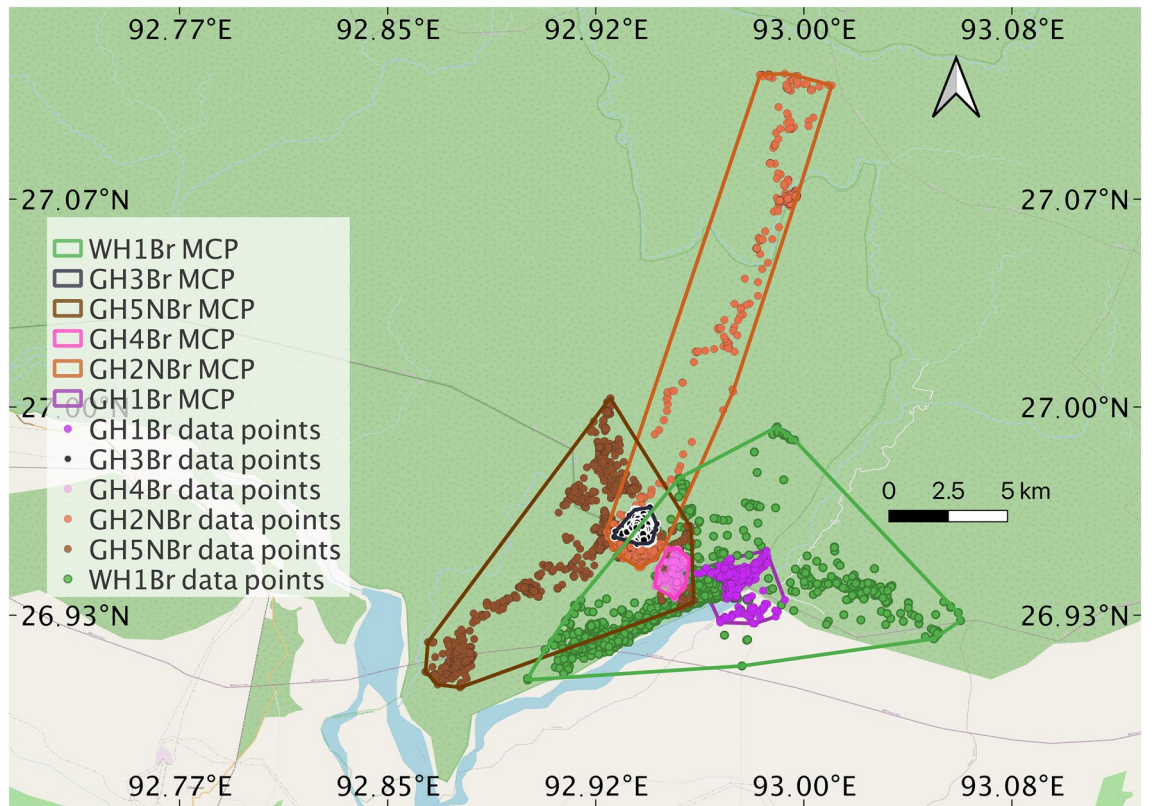 92.77°E 92.85°E 92.92°E 93.00°E 93.08°E
27.07°N 27.07°N
WH1Br MCP
GH3Br MCP
GH5NBr MCP
GH4Br MCP
GH2NBr MCP
GH1Br MCP
27.00°N 27.00°N
GH1Br data points
GH3Br data points
GH4Br data points
GH2NBr data points
GH5NBr data points
WH1Br data points
0 2.5 5 km
26.93°N 26.93°N
92.77°E 92.85°E 92.92°E 93.00°E 93.08°E